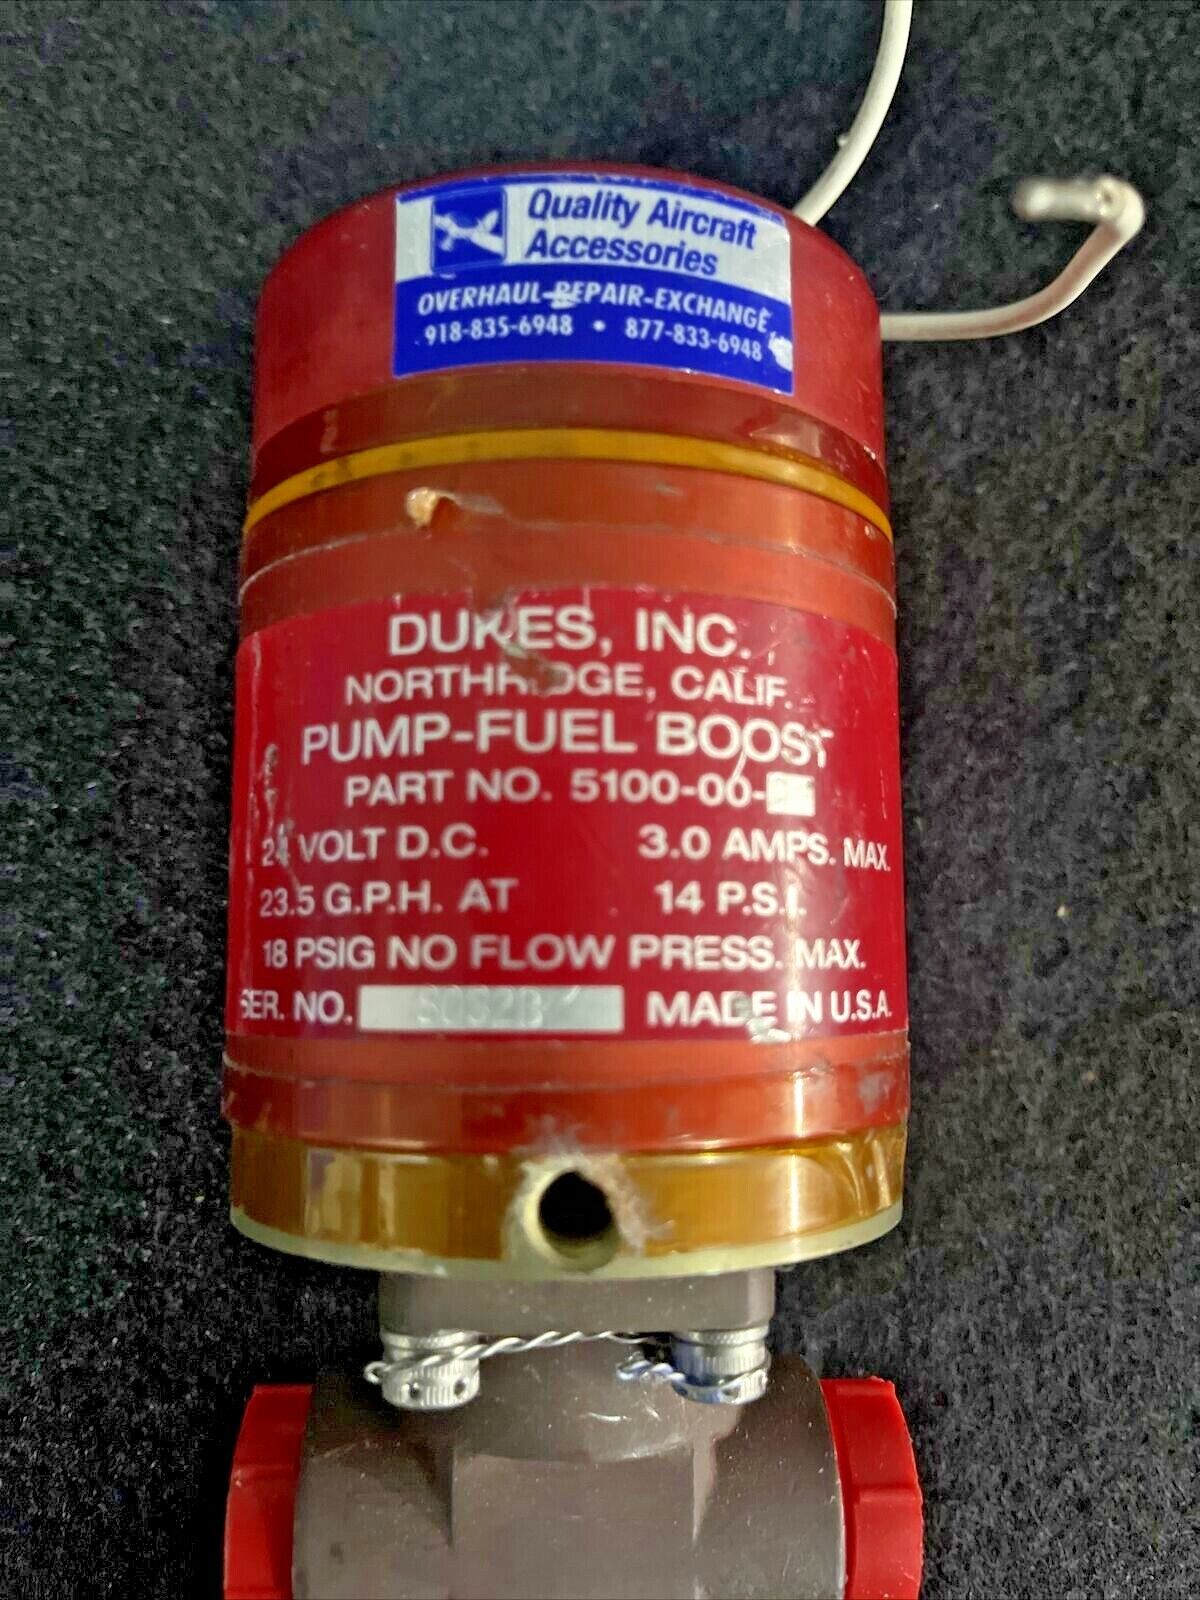 Quality Aircraft
Accessories
OVERHAUL-REPAIR-EXCHANGE
918-835-6948 • 877-833-6948
DUKES, INC.
NORTHRIDGE, CALIF.
PUMP-FUEL BOOST
PART NO. 5100-00-
24 VOLT D.C. 3.0 AMPS. MAX.
23.5 G.P.H. AT 14 P.S.I.
18 PSIG NO FLOW PRESS. MAX.
SER. NO. MADE IN U.S.A.